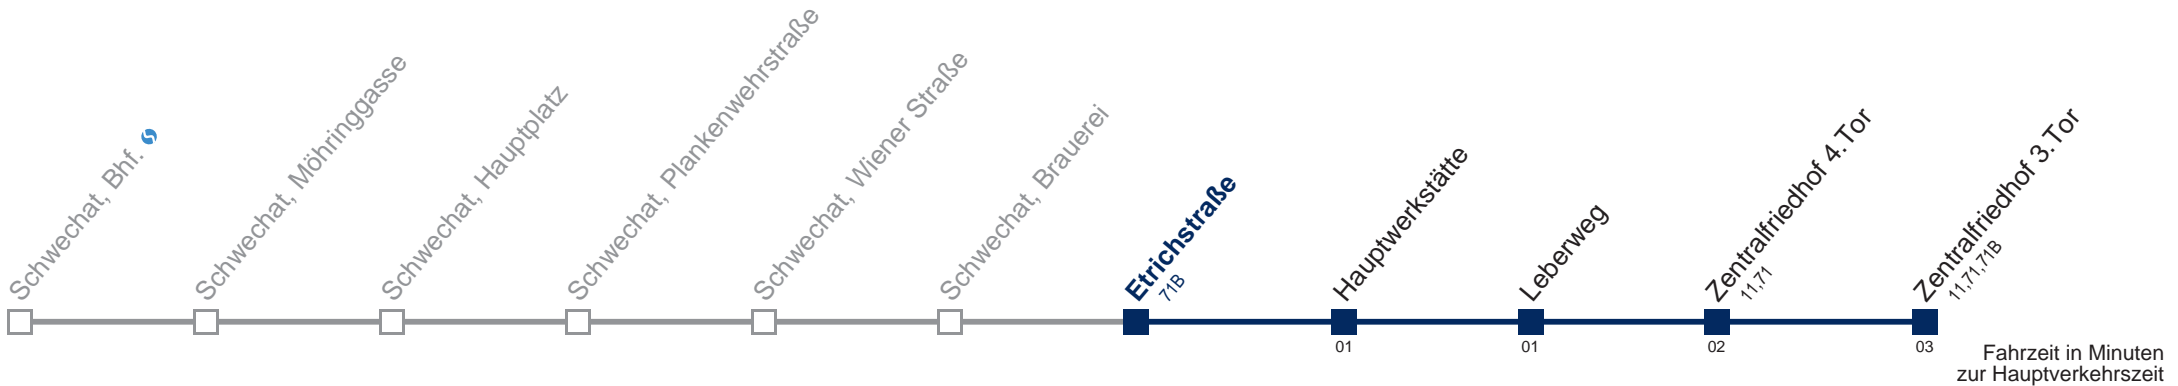 Schwechat, Bhf.
Schwechat, Möhringgasse
Schwechat, Hauptplatz
Schwechat, Plankenwehrstraße
Schwechat, Wiener Straße
Schwechat, Brauerei
Etrichstraße
71B
Hauptwerkstätte
Leberweg
Zentralfriedhof 4.Tor
11,71
Zentralfriedhof 3.Tor
11,71,71B
01
01
02
03
Fahrzeit in Minuten
zur Hauptverkehrszeit